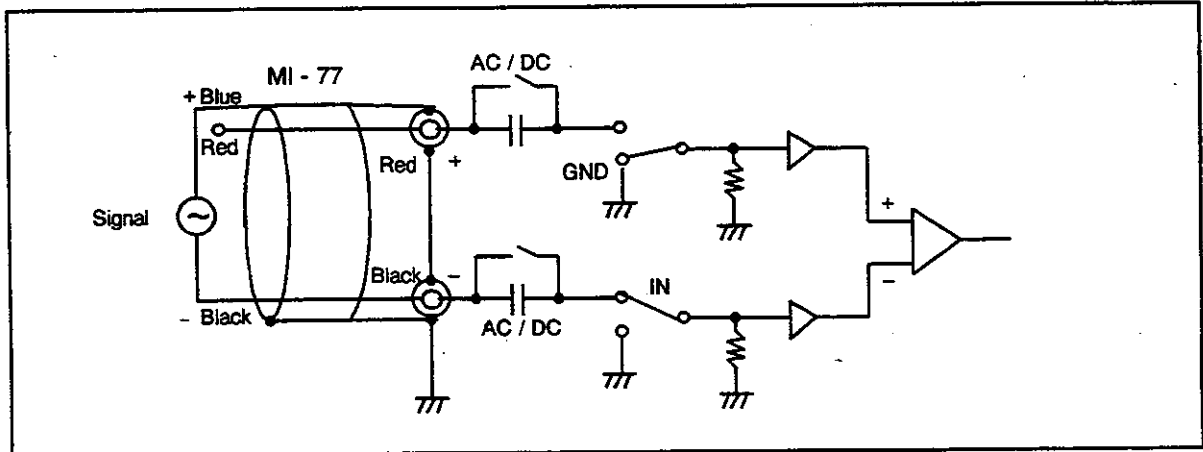 AC / DC
MI - 77
+ Blue
Red
Red
+
GND
Signal
+
−
Black
−
IN
− Black
AC / DC